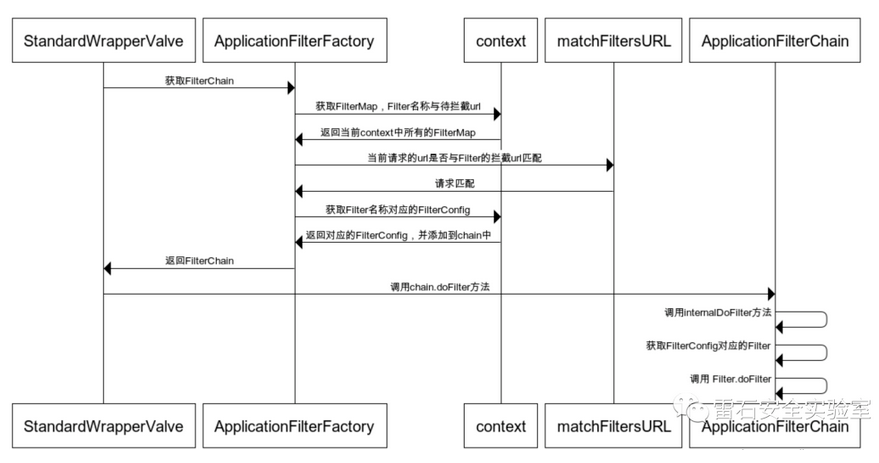 StandardWrapperValve ApplicationFilterFactory context matchFiltersURL ApplicationFilterChain
获取FilterChain
获取FilterMap，Filter名称与待拦截url
返回当前context中所有的FilterMap
当前请求的url是否与Filter的拦截url匹配
请求匹配
获取Filter名称对应的FilterConfig
返回对应的FilterConfig，并添加到chain中
返回FilterChain
调用chain.doFilter方法
调用internalDoFilter方法
获取FilterConfig对应的Filter
调用 Filter.doFilter
雷石安全实验室
StandardWrapperValve ApplicationFilterFactory context matchFiltersURL ApplicationFilterChain